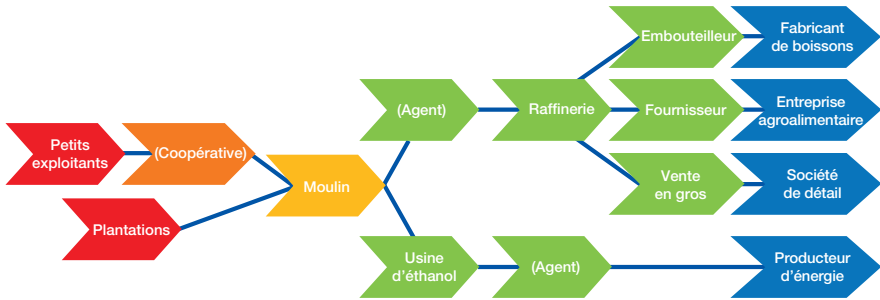 Petits
exploitants
(Coopérative)
Plantations
Moulin
(Agent)
Raffinerie
Embouteilleur
Fabricant
de boissons
Fournisseur
Entreprise
agroalimentaire
Vente
en gros
Société
de détail
Usine
d'éthanol
(Agent)
Producteur
d'énergie